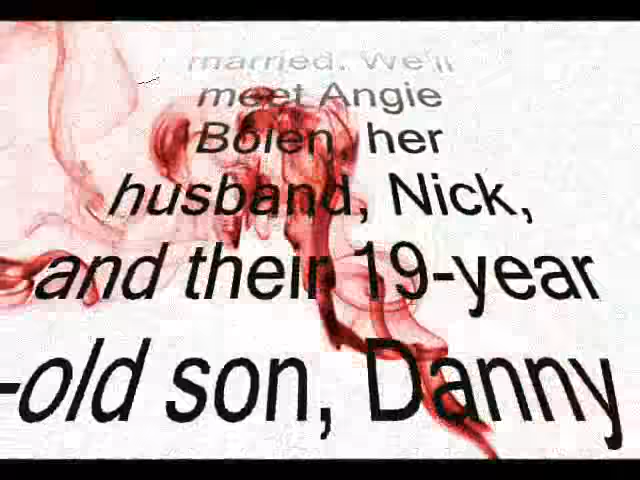 married. We'll
meet Angie
Bolen, her
husband, Nick,
and their 19-year
-old son, Danny